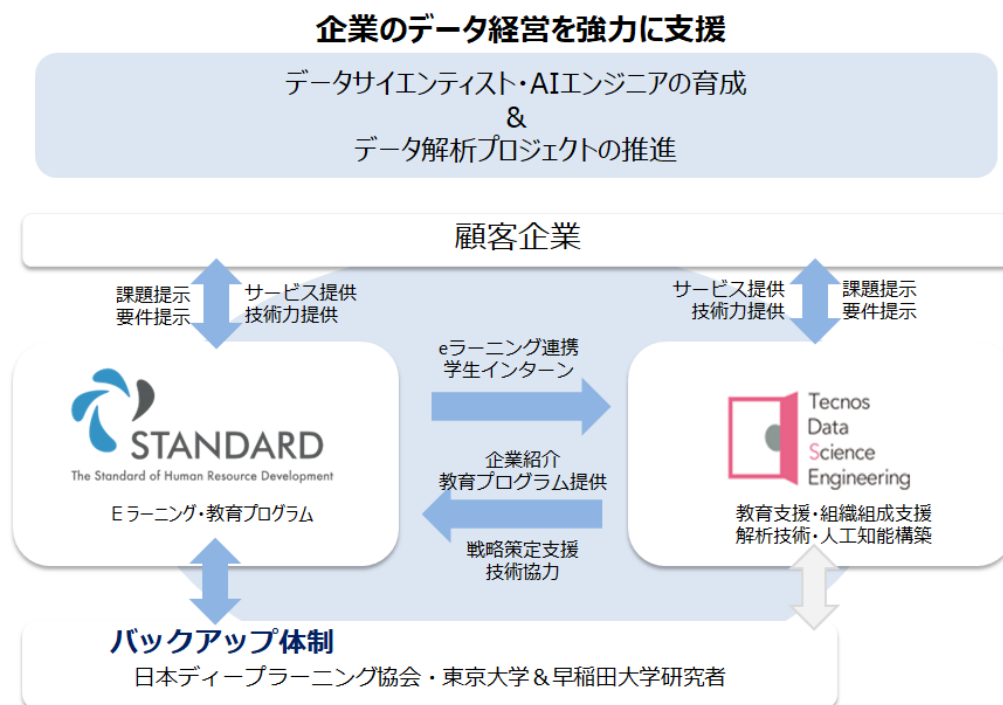 企業のデータ経営を強力に支援
データサイエンティスト・AIエンジニアの育成
&
データ解析プロジェクトの推進
顧客企業
課題提示
要件提示
サービス提供
技術力提供
サービス提供
技術力提供
課題提示
要件提示
STANDARD
The Standard of Human Resource Development
Eラーニング・教育プログラム
eラーニング連携
学生インターン
企業紹介
教育プログラム提供
戦略策定支援
技術協力
Tecnos
Data
Science
Engineering
教育支援・組織組成支援
解析技術・人工知能構築
バックアップ体制
日本ディープラーニング協会・東京大学&早稲田大学研究者